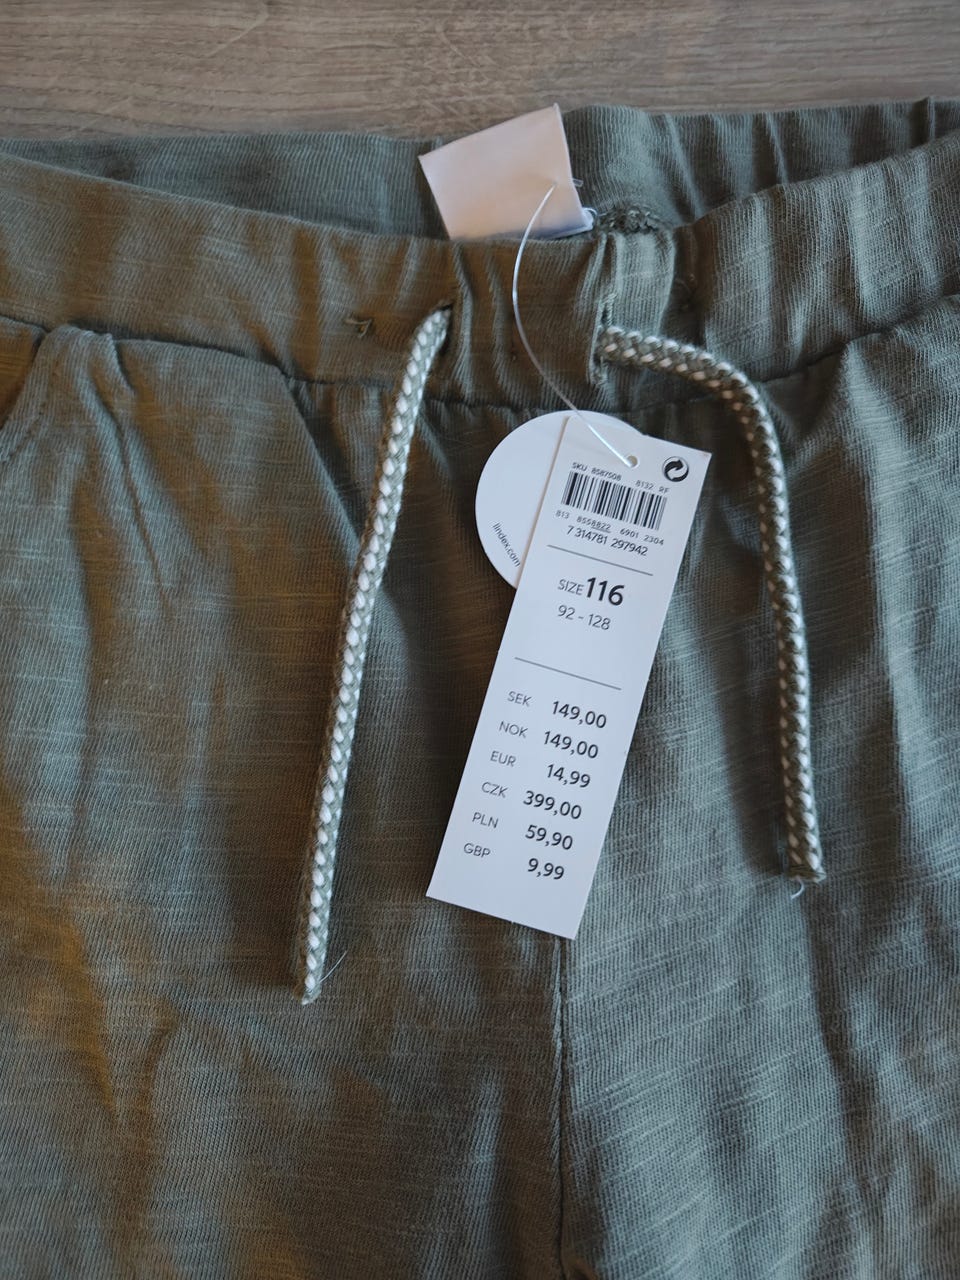 SKU 8587508 8132 RF
813 8558822 6901 2304
7 314781 297942
lindex.com
SIZE 116
92 - 128
SEK 149,00
NOK 149,00
EUR 14,99
CZK 399,00
PLN 59,90
GBP 9,99